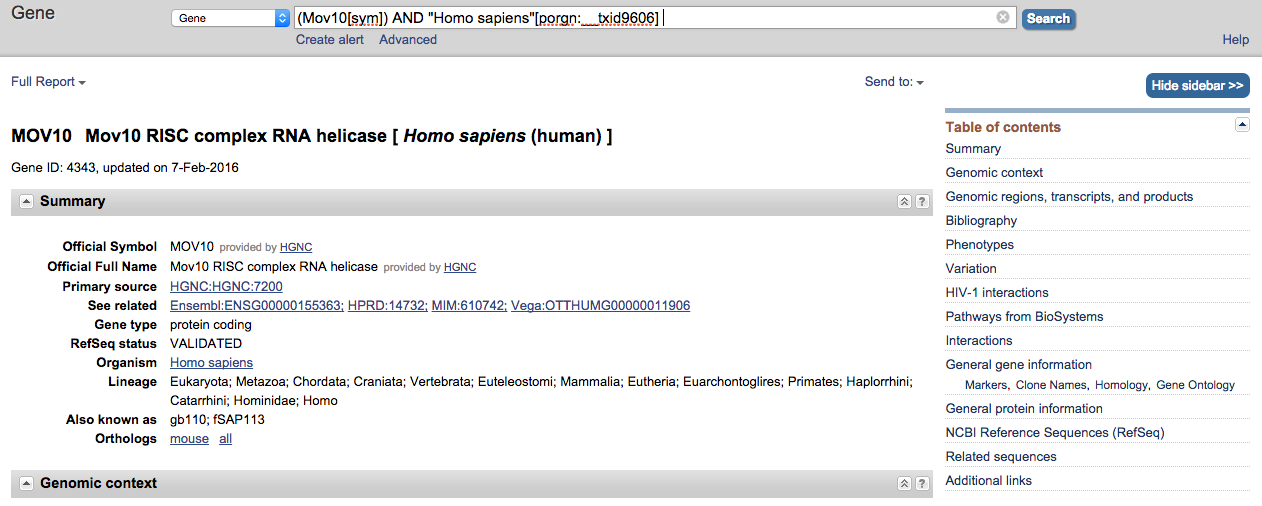 Gene
Gene
(Mov10[sym]) AND "Homo sapiens"[porgn:__txid9606]
Search
Create alert Advanced
Help
Full Report
Send to:
Hide sidebar >>
MOV10 Mov10 RISC complex RNA helicase [ Homo sapiens (human) ]
Gene ID: 4343, updated on 7-Feb-2016
Summary
?
Official Symbol MOV10 provided by HGNC
Official Full Name Mov10 RISC complex RNA helicase provided by HGNC
Primary source HGNC:HGNC:7200
See related Ensembl:ENSG00000155363; HPRD:14732; MIM:610742; Vega:OTTHUMG00000011906
Gene type protein coding
RefSeq status VALIDATED
Organism Homo sapiens
Lineage Eukaryota; Metazoa; Chordata; Craniata; Vertebrata; Euteleostomi; Mammalia; Eutheria; Euarchontoglires; Primates; Haplorrhini;
Catarrhini; Hominidae; Homo
Also known as gb110; fSAP113
Orthologs mouse all
Genomic context
?
Table of contents
Summary
Genomic context
Genomic regions, transcripts, and products
Bibliography
Phenotypes
Variation
HIV-1 interactions
Pathways from BioSystems
Interactions
General gene information
Markers, Clone Names, Homology, Gene Ontology
General protein information
NCBI Reference Sequences (RefSeq)
Related sequences
Additional links